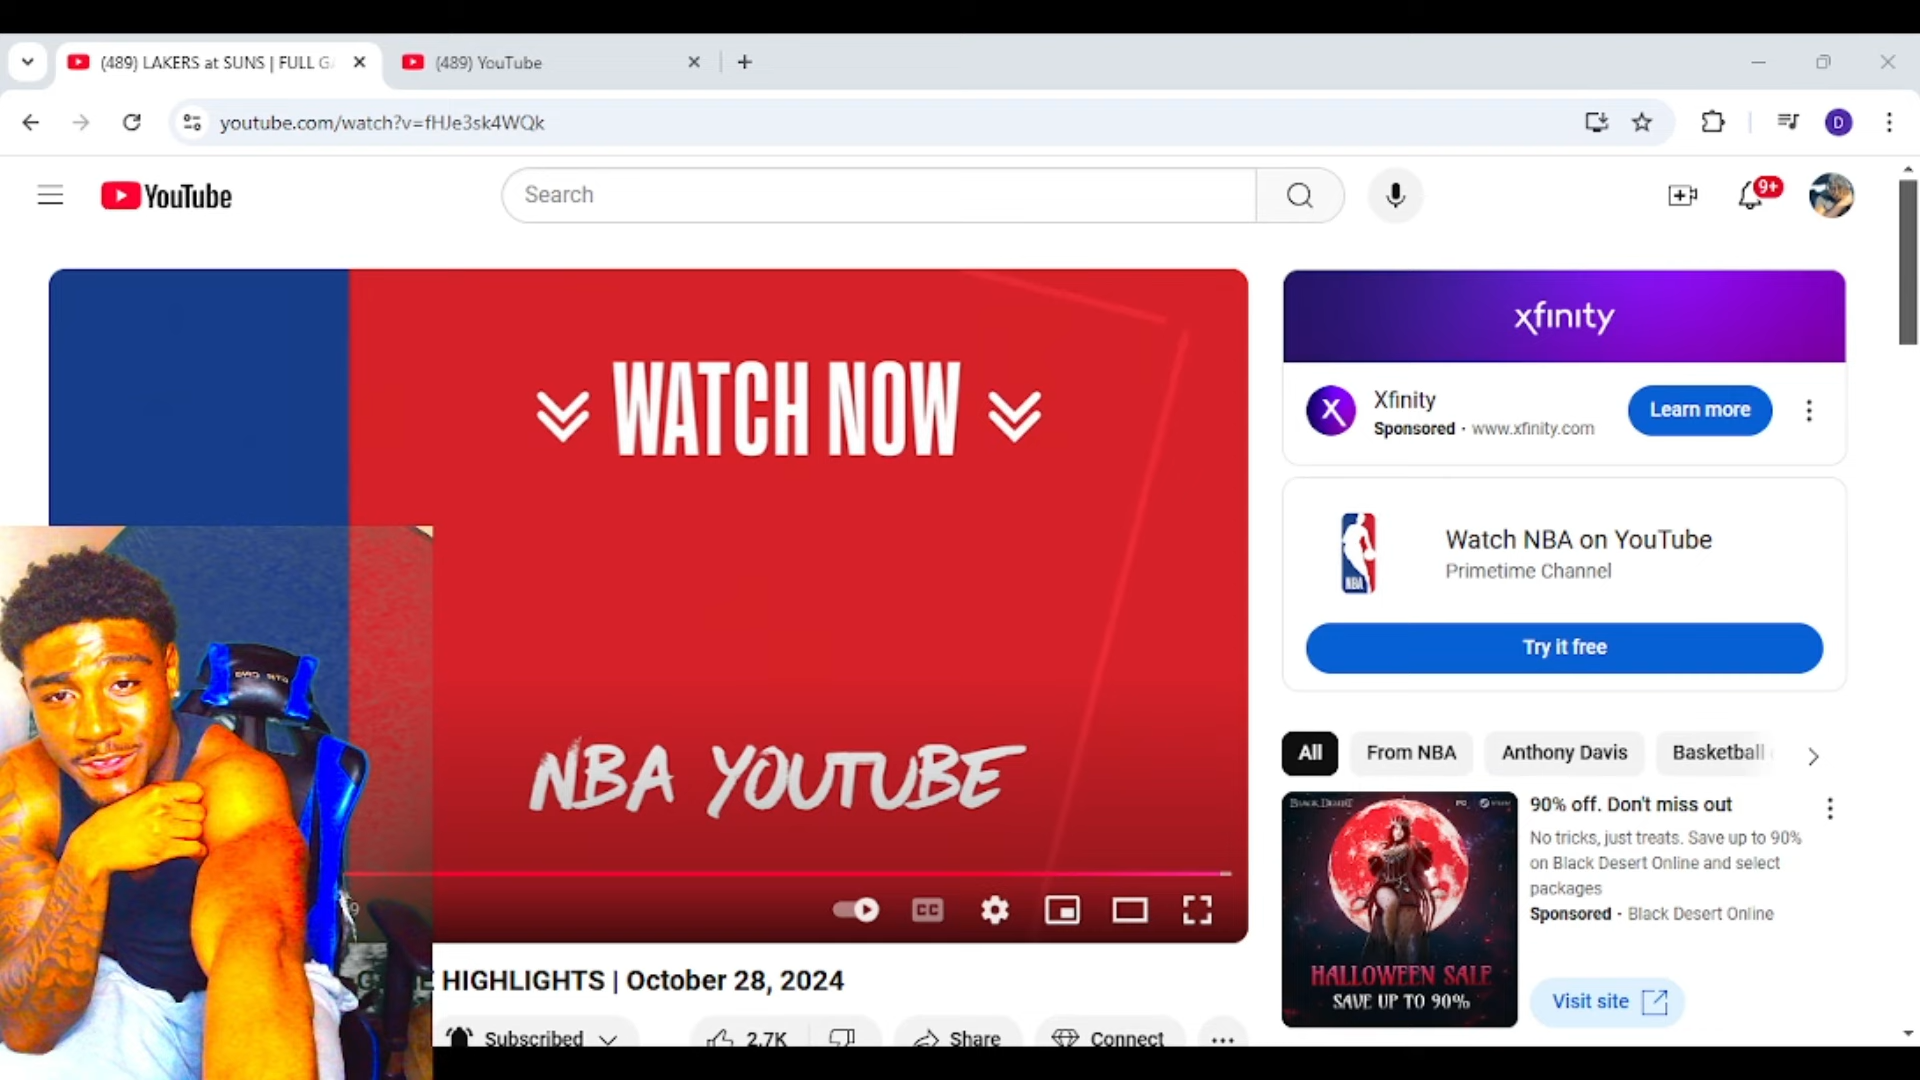 (489) LAKERS at SUNS | FULL G
(489) YouTube
youtube.com/watch?v=fHJe3sk4WQk
D
YouTube
Search
9+
WATCH NOW
NBA YOUTUBE
CC
HIGHLIGHTS | October 28, 2024
Subscribed
2.7K
Share
Connect
xfinity
X
Xfinity
Sponsored · www.xfinity.com
Learn more
NBA
Watch NBA on YouTube
Primetime Channel
Try it free
All
From NBA
Anthony Davis
Basketball
BLACK DESERT
HALLOWEEN SALE
SAVE UP TO 90%
90% off. Don't miss out
No tricks, just treats. Save up to 90%
on Black Desert Online and select
packages
Sponsored · Black Desert Online
Visit site